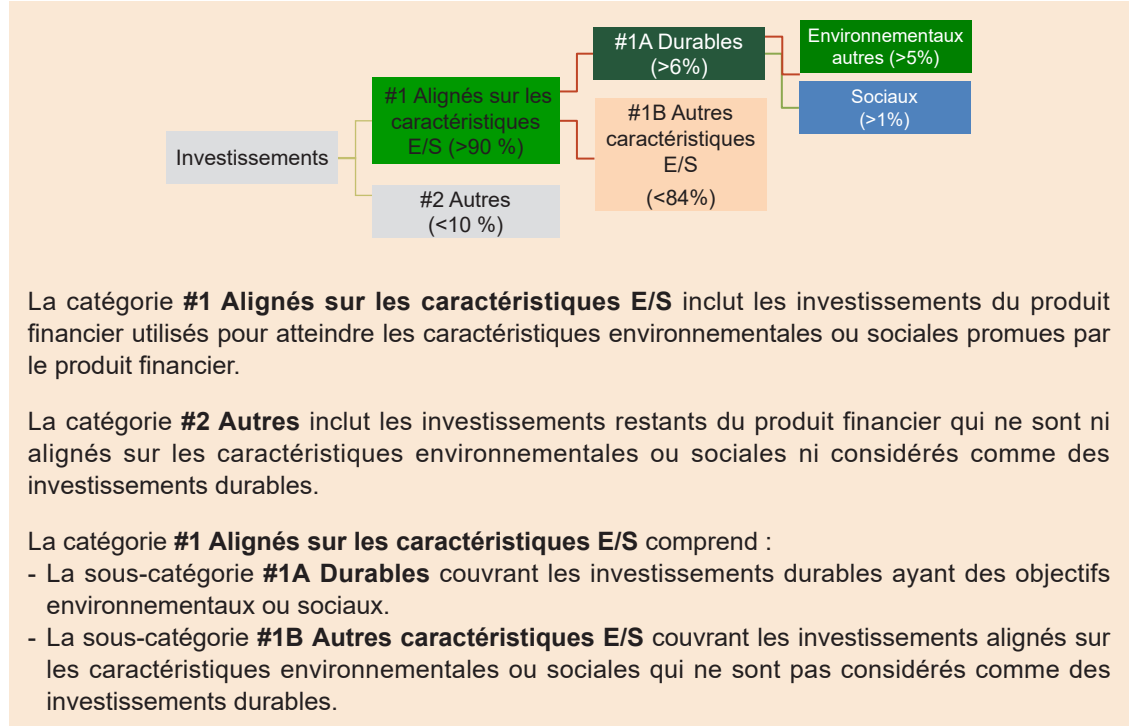 Investissements
#1 Alignés sur les
caractéristiques
E/S (>90 %)
#2 Autres
(<10 %)
#1A Durables
(>6%)
#1B Autres
caractéristiques
E/S
(<84%)
Environnementaux
autres (>5%)
Sociaux
(>1%)
La catégorie #1 Alignés sur les caractéristiques E/S inclut les investissements du produit
financier utilisés pour atteindre les caractéristiques environnementales ou sociales promues par
le produit financier.
La catégorie #2 Autres inclut les investissements restants du produit financier qui ne sont ni
alignés sur les caractéristiques environnementales ou sociales ni considérés comme des
investissements durables.
La catégorie #1 Alignés sur les caractéristiques E/S comprend :
- La sous-catégorie #1A Durables couvrant les investissements durables ayant des objectifs
environnementaux ou sociaux.
- La sous-catégorie #1B Autres caractéristiques E/S couvrant les investissements alignés sur
les caractéristiques environnementales ou sociales qui ne sont pas considérés comme des
investissements durables.